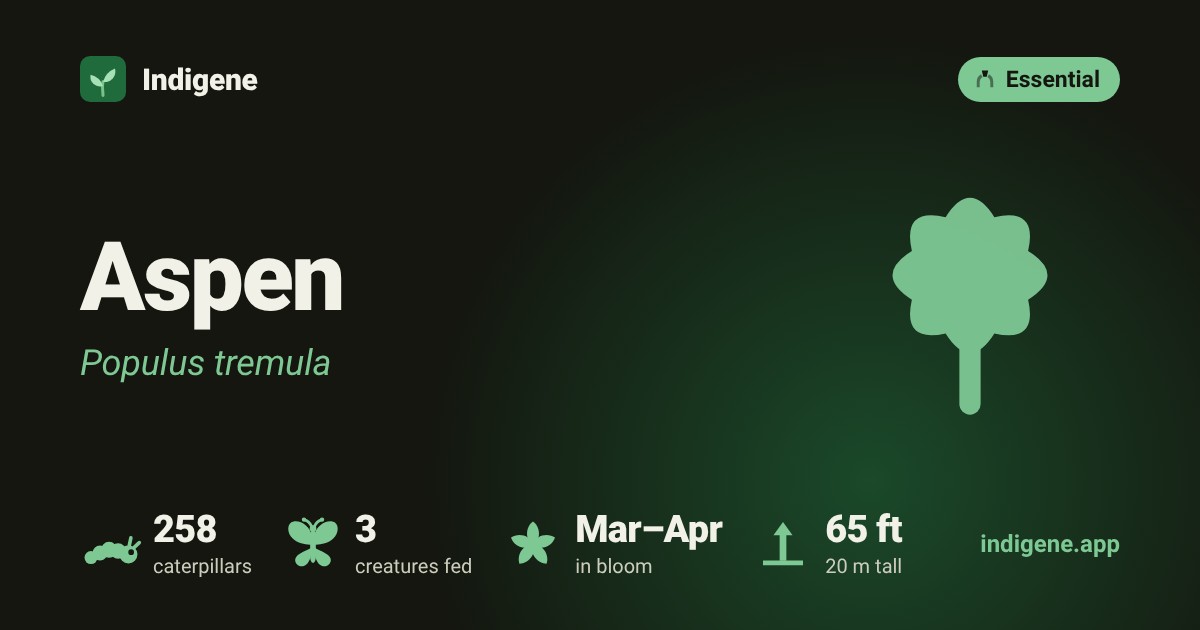 Indigene
Essential
Aspen
Populus tremula
258
caterpillars
3
creatures fed
Mar–Apr
in bloom
65 ft
20 m tall
indigene.app